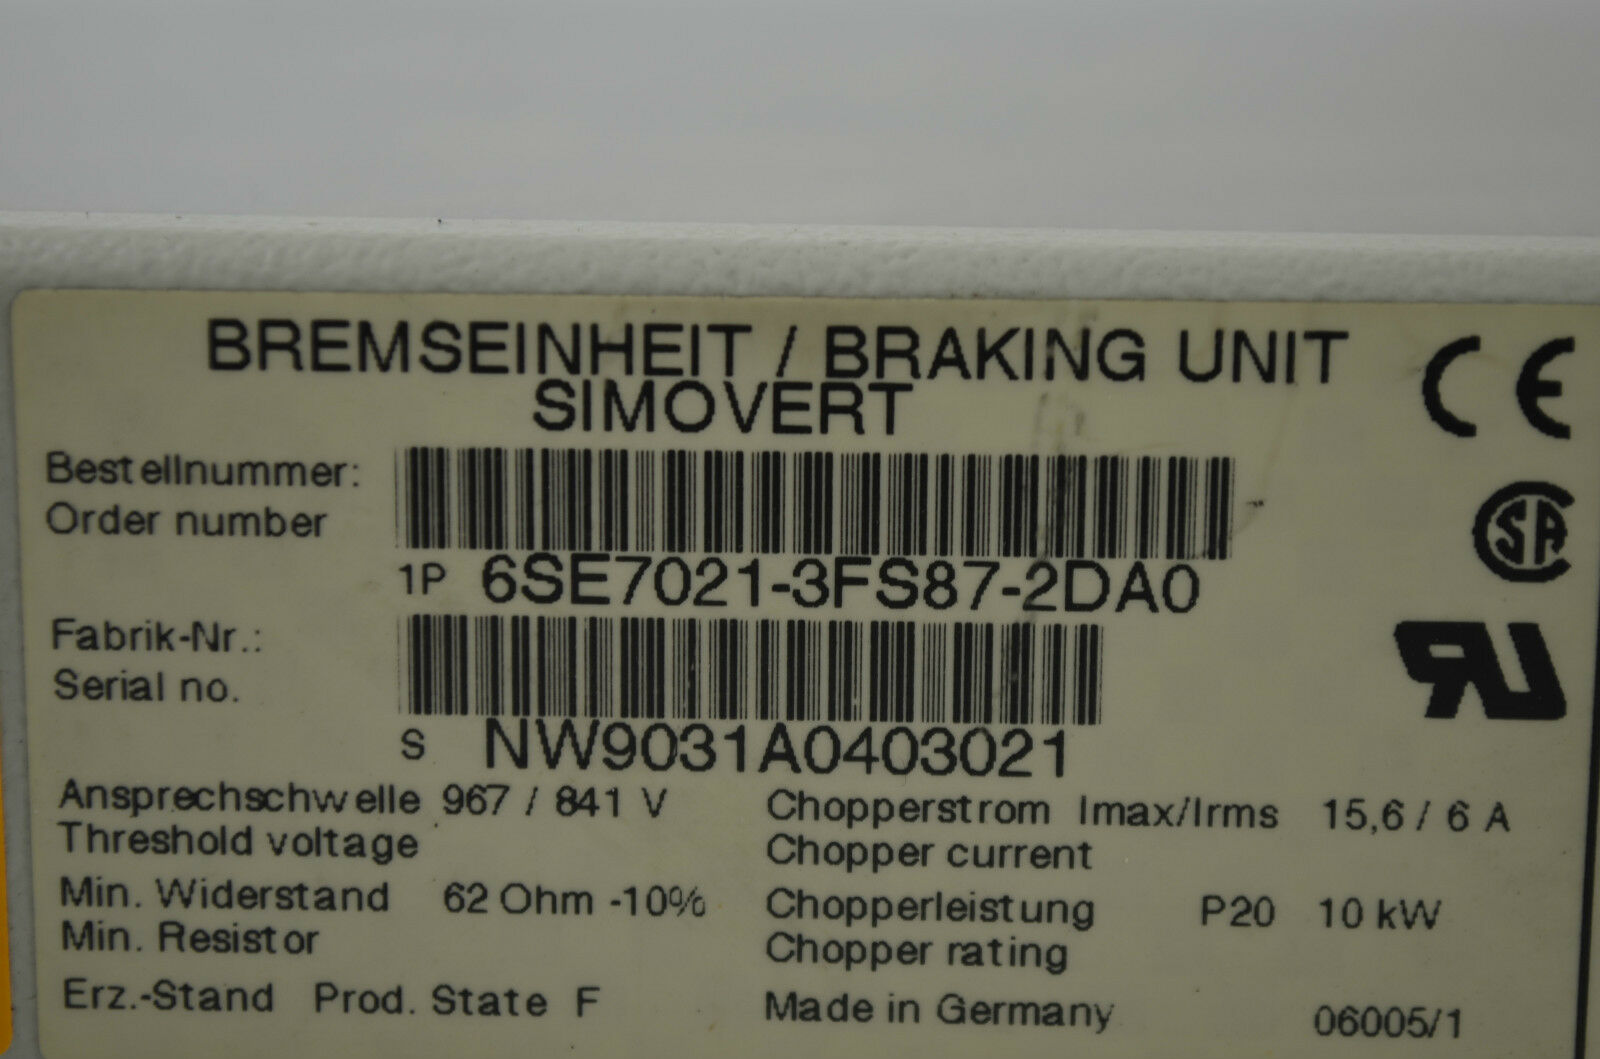 BREMSEINHEIT / BRAKING UNIT
SIMOVERT
CE
Bestellnummer:
Order number
1P 6SE7021-3FS87-2DA0
SA
Fabrik-Nr.:
Serial no.
S NW9031A0403021
Ansprechschwelle 967 / 841 V
Threshold voltage
Chopperstrom Imax/Irms 15,6 / 6 A
Chopper current
Min. Widerstand 62 Ohm -10%
Min. Resistor
Chopperleistung P20 10 kW
Chopper rating
Erz.-Stand Prod. State F
Made in Germany 06005/1